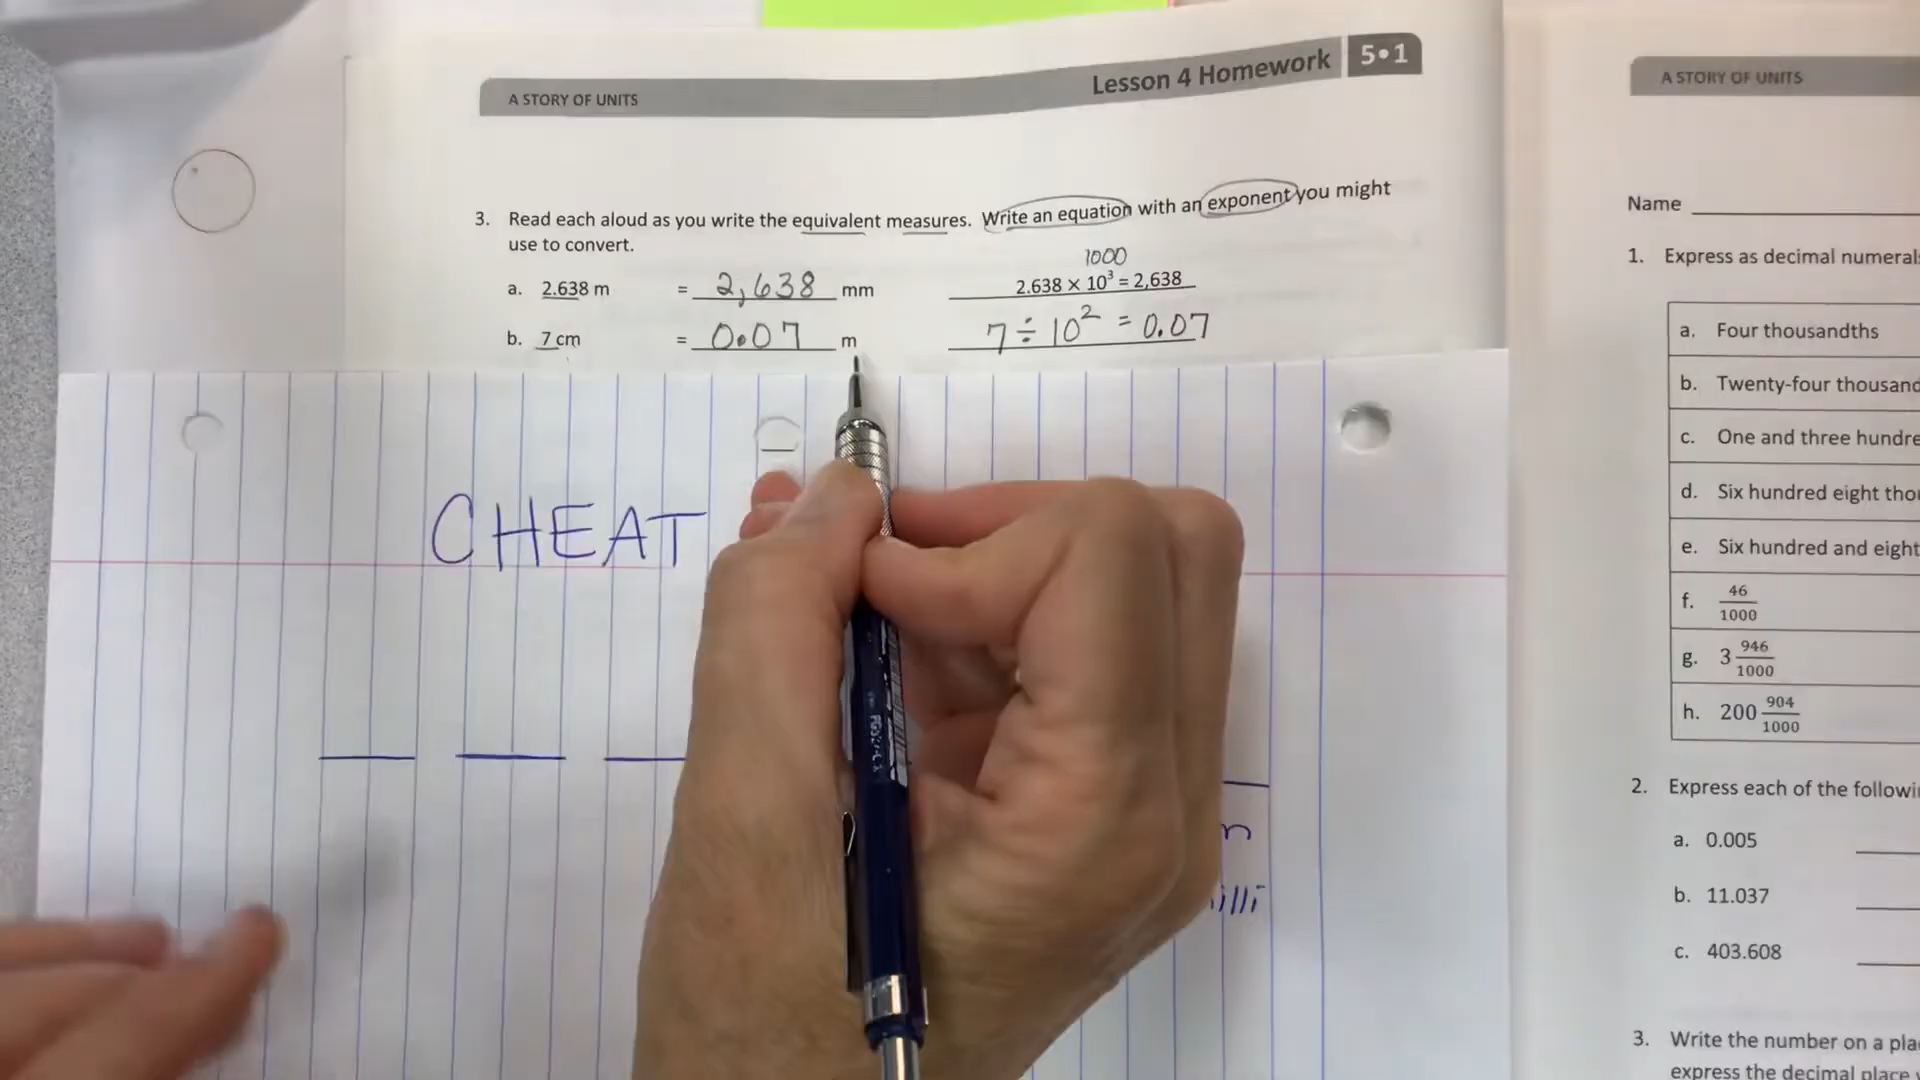 A STORY OF UNITS
Lesson 4 Homework 5•1
3. Read each aloud as you write the equivalent measures. Write an equation with an exponent you might
use to convert.
1000
a. 2.638 m = 2,638 mm 2.638 × 10³ = 2,638
b. 7 cm = 0.07 m 7 ÷ 10² = 0.07
CHEAT
A STORY OF UNITS
Name
1. Express as decimal numeral
a. Four thousandths
b. Twenty-four thousand
c. One and three hundre
d. Six hundred eight tho
e. Six hundred and eight
f. 46/1000
g. 3 946/1000
h. 200 904/1000
2. Express each of the followi
a. 0.005
b. 11.037
c. 403.608
3. Write the number on a pla
express the decimal place